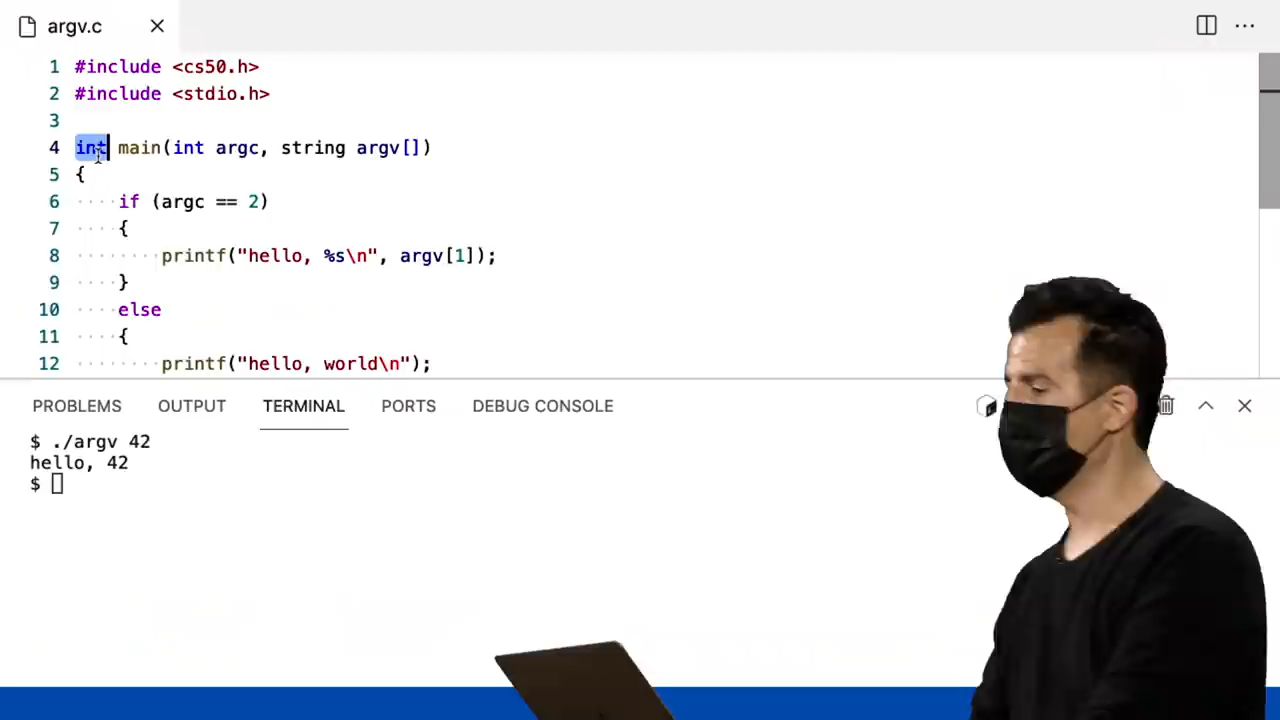 argv.c
1 #include <cs50.h>
2 #include <stdio.h>
3
4 int main(int argc, string argv[])
5 {
6 if (argc == 2)
7 {
8 printf("hello, %s\n", argv[1]);
9 }
10 else
11 {
12 printf("hello, world\n");
PROBLEMS OUTPUT TERMINAL PORTS DEBUG CONSOLE
$ ./argv 42
hello, 42
$